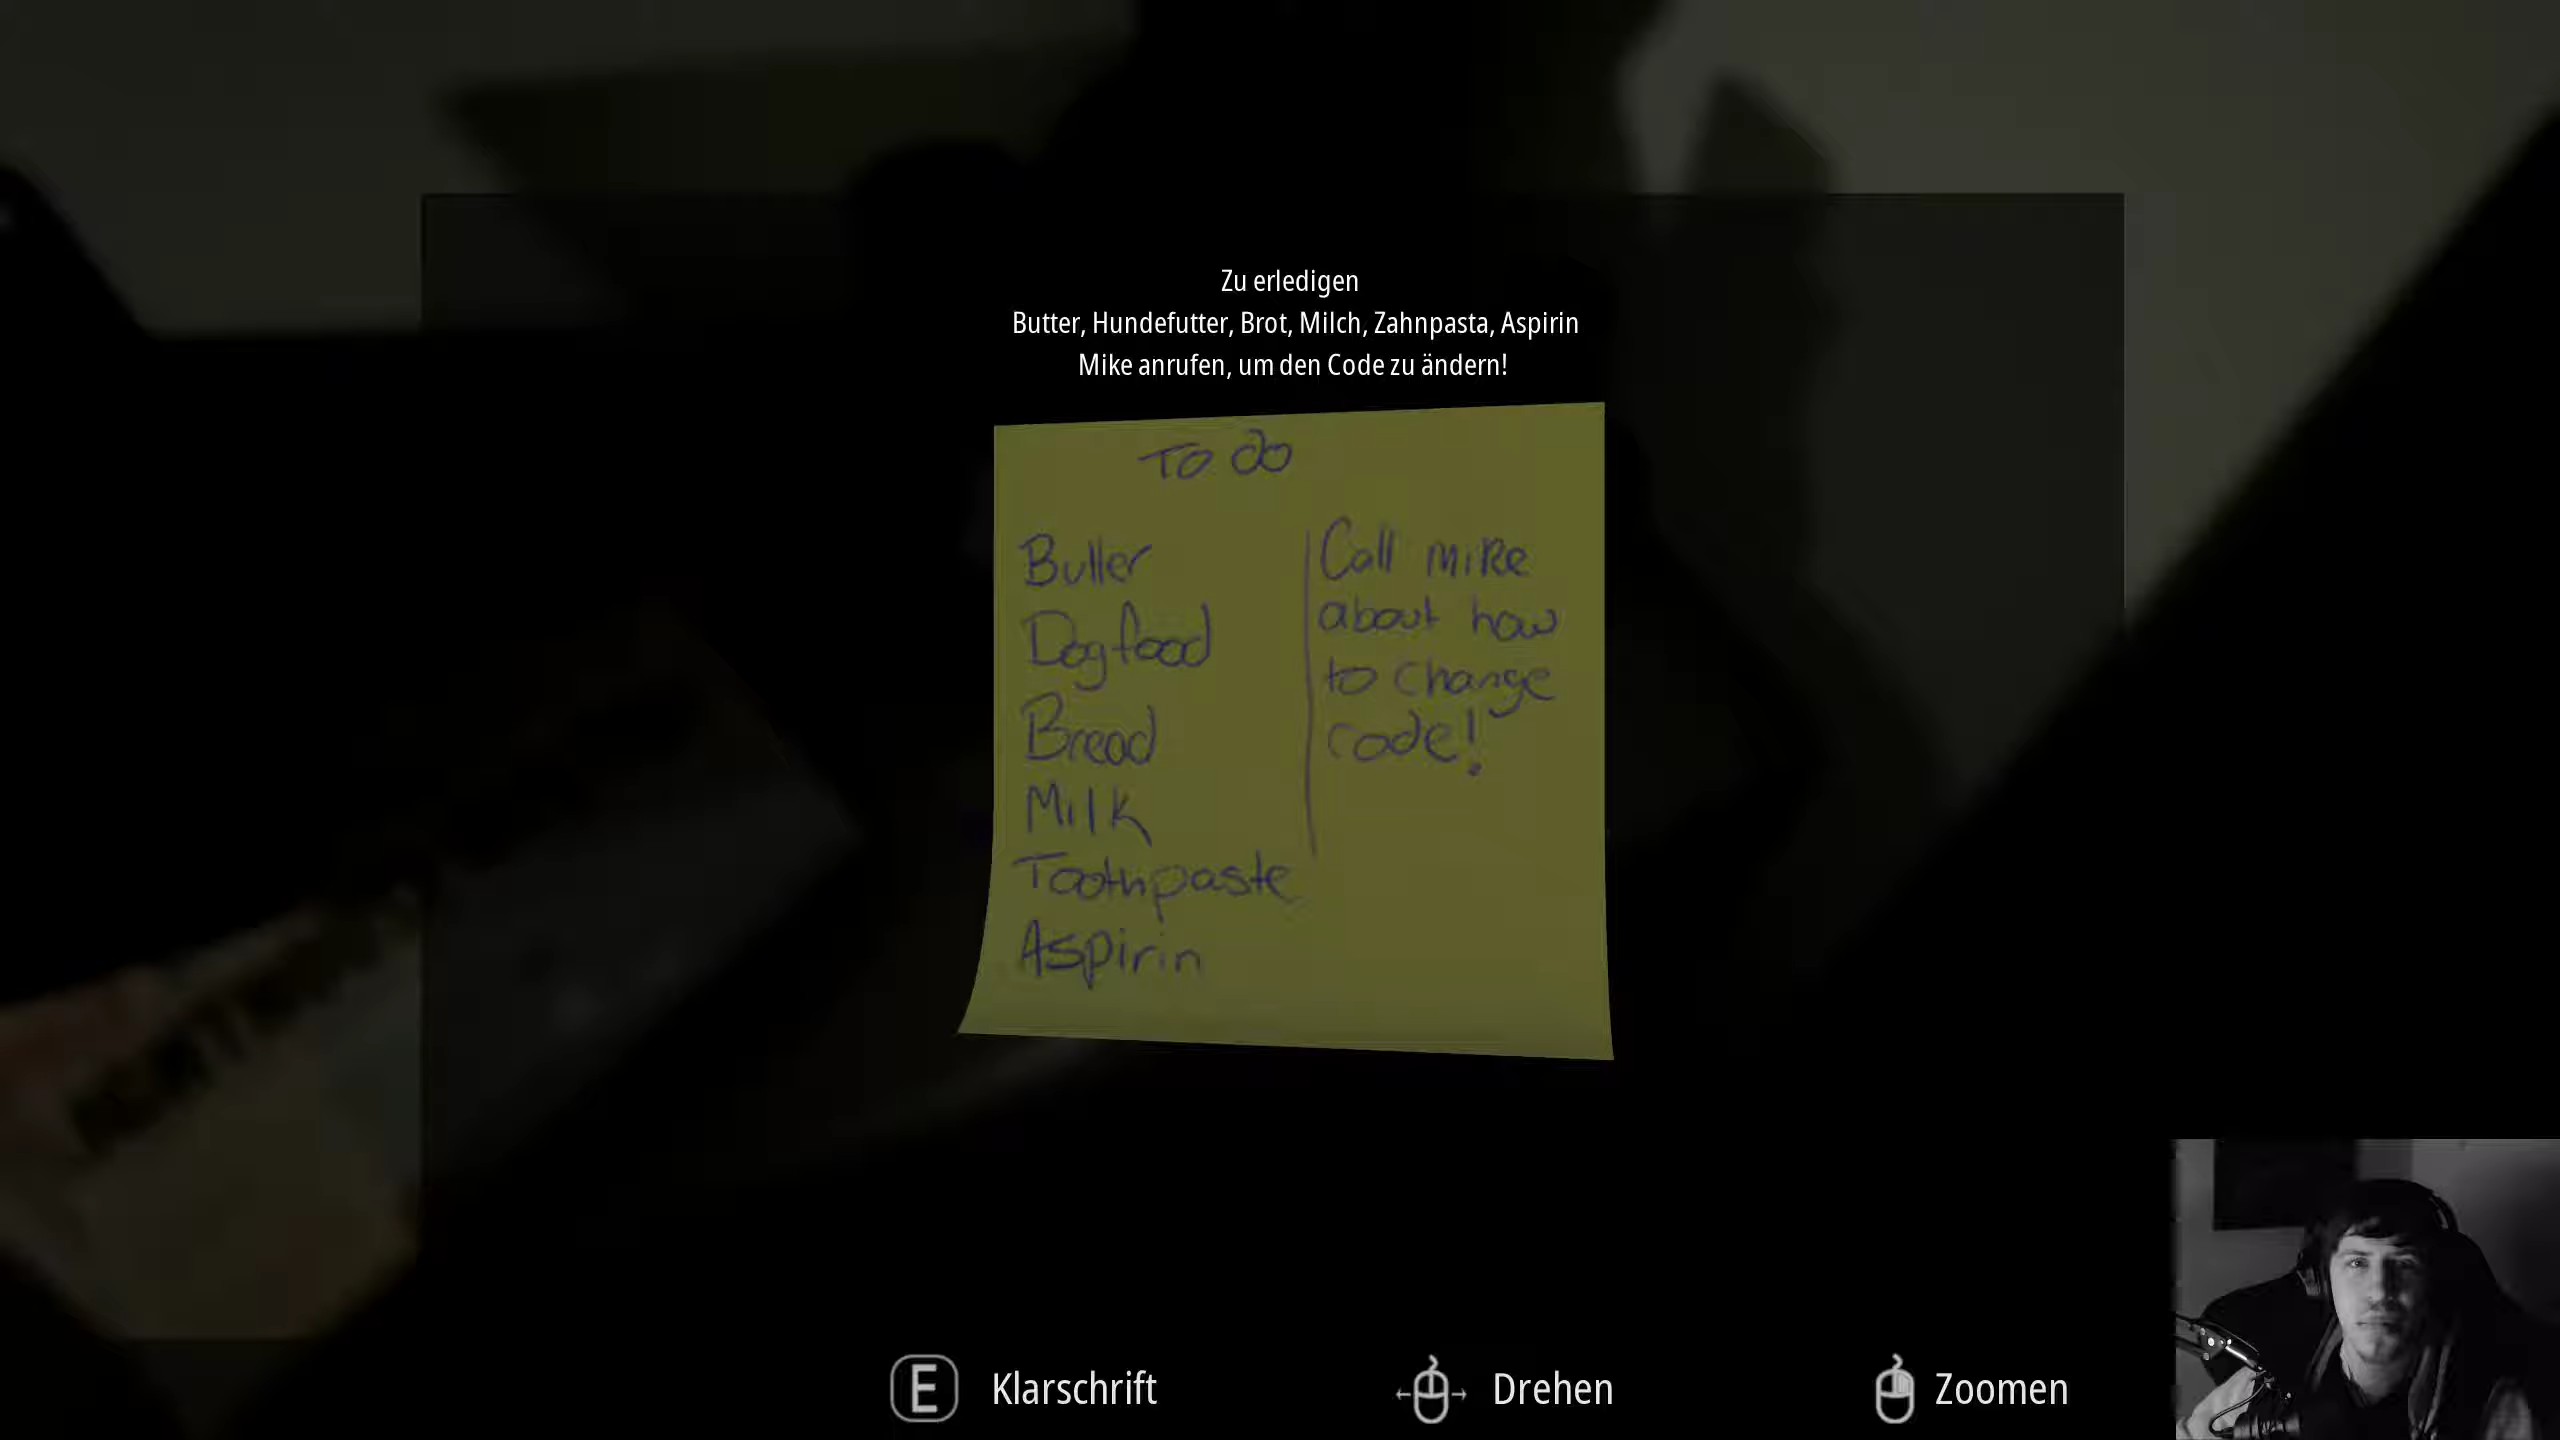 Zu erledigen
Butter, Hundefutter, Brot, Milch, Zahnpasta, Aspirin
Mike anrufen, um den Code zu ändern!
To do
Butter
Dogfood
Bread
Milk
Toothpaste
Aspirin
Call Mike
about how
to change
code!
E Klarschrift
Drehen
Zoomen